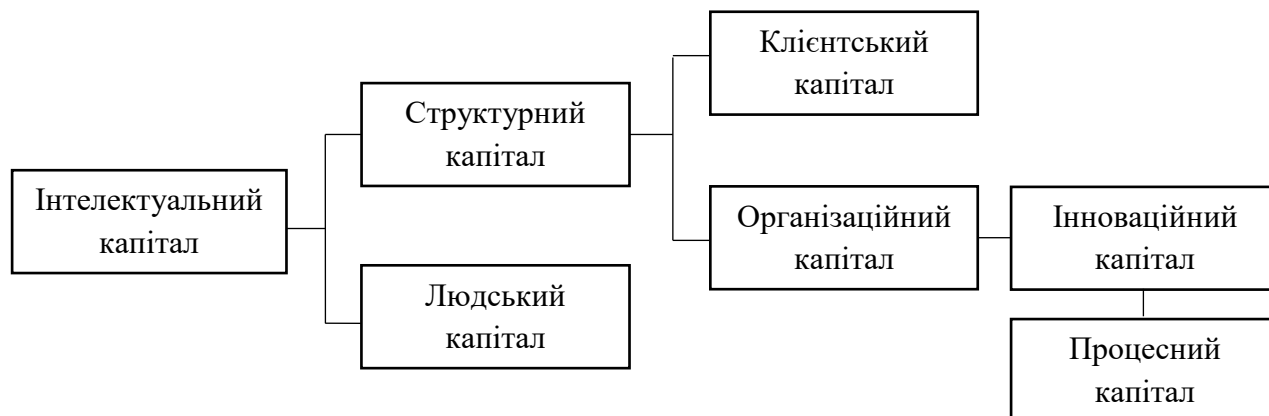 Інтелектуальний
капітал
Структурний
капітал
Людський
капітал
Клієнтський
капітал
Організаційний
капітал
Інноваційний
капітал
Процесний
капітал